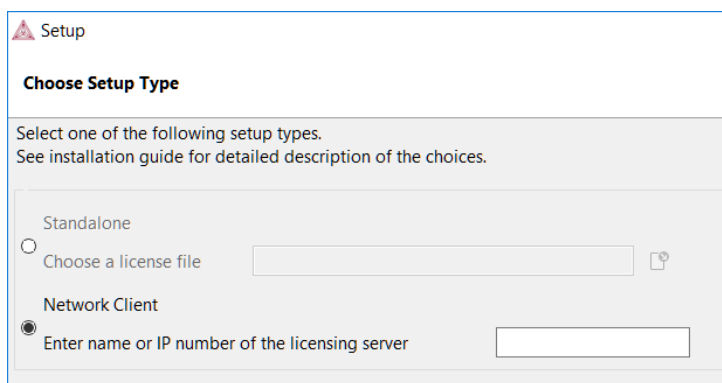 Setup
Choose Setup Type
Select one of the following setup types.
See installation guide for detailed description of the choices.
Standalone
Choose a license file
Network Client
Enter name or IP number of the licensing server